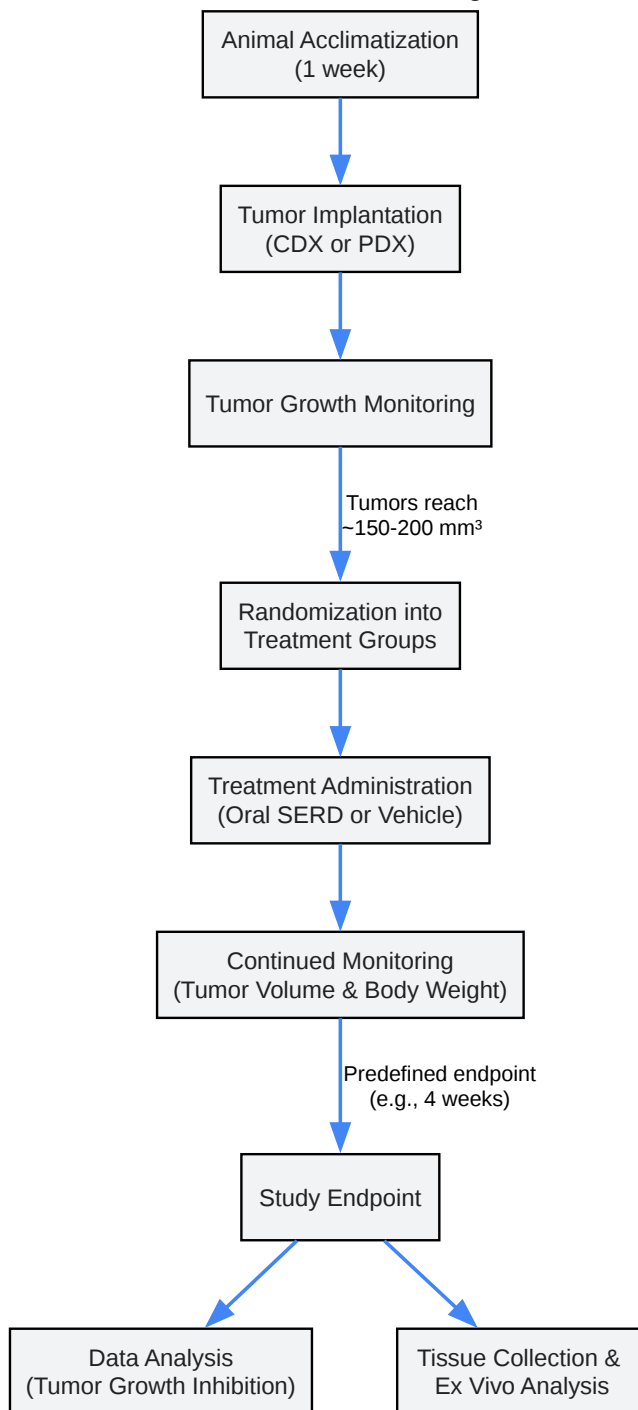 Animal Acclimatization
(1 week)
Tumor Implantation
(CDX or PDX)
Tumor Growth Monitoring
Tumors reach
~150-200 mm³
Randomization into
Treatment Groups
Treatment Administration
(Oral SERD or Vehicle)
Continued Monitoring
(Tumor Volume & Body Weight)
Predefined endpoint
(e.g., 4 weeks)
Study Endpoint
Data Analysis
(Tumor Growth Inhibition)
Tissue Collection &
Ex Vivo Analysis